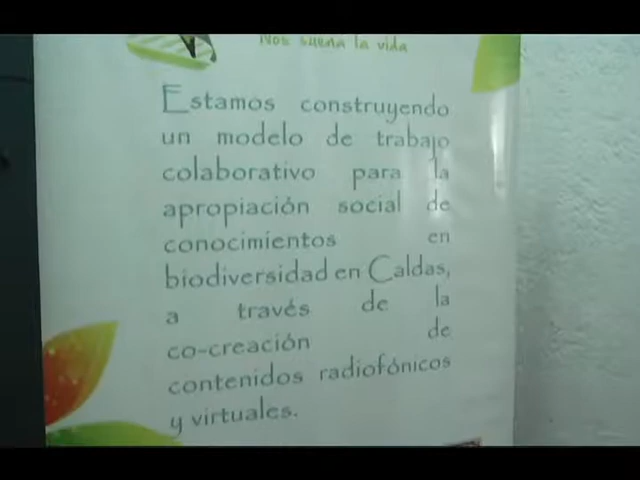 Nos suena la vida
Estamos construyendo
un modelo de trabajo
colaborativo para la
apropiación social de
conocimientos en
biodiversidad en Caldas,
a través de la
co-creación de
contenidos radiofónicos
y virtuales.